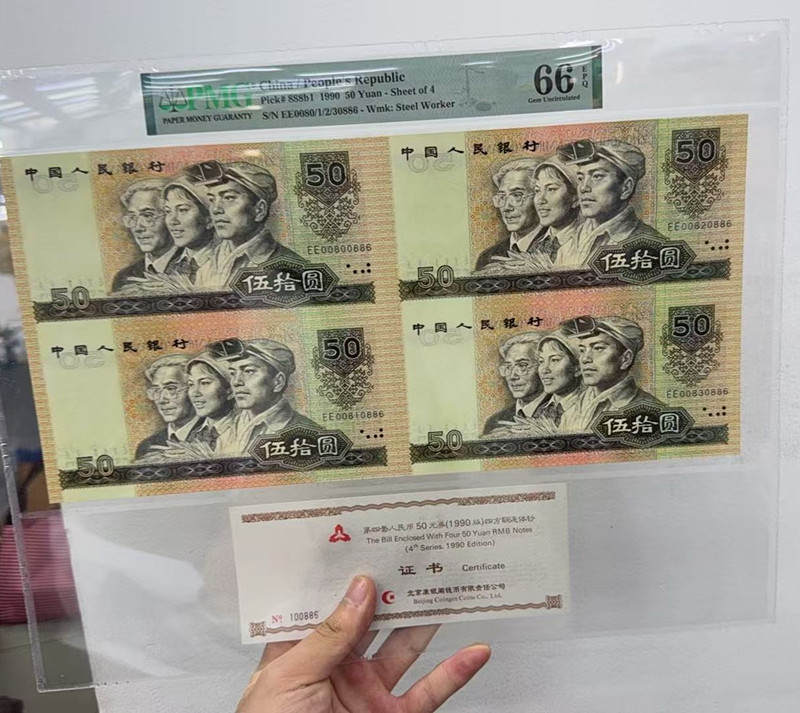 PMG
PAPER MONEY GUARANTY
China / People's Republic
Pick# 888b1 1990 50 Yuan - Sheet of 4
S/N EE0080/1/2/30886 - Wmk: Steel Worker
66 EPQ
Gem Uncirculated
中国人民银行
50
EE00800886
50
伍拾圆
中国人民银行
50
EE00820886
50
伍拾圆
中国人民银行
50
EE00810886
50
伍拾圆
中国人民银行
50
EE00830886
50
伍拾圆
第四套人民币50元券(1990版)四方联连体钞
The Bill Enclosed With Four 50 Yuan RMB Notes
(4th Series, 1990 Edition)
证书 Certificate
北京康银阁钱币有限责任公司
Beijing Coinget Coins Co., Ltd.
No 100886